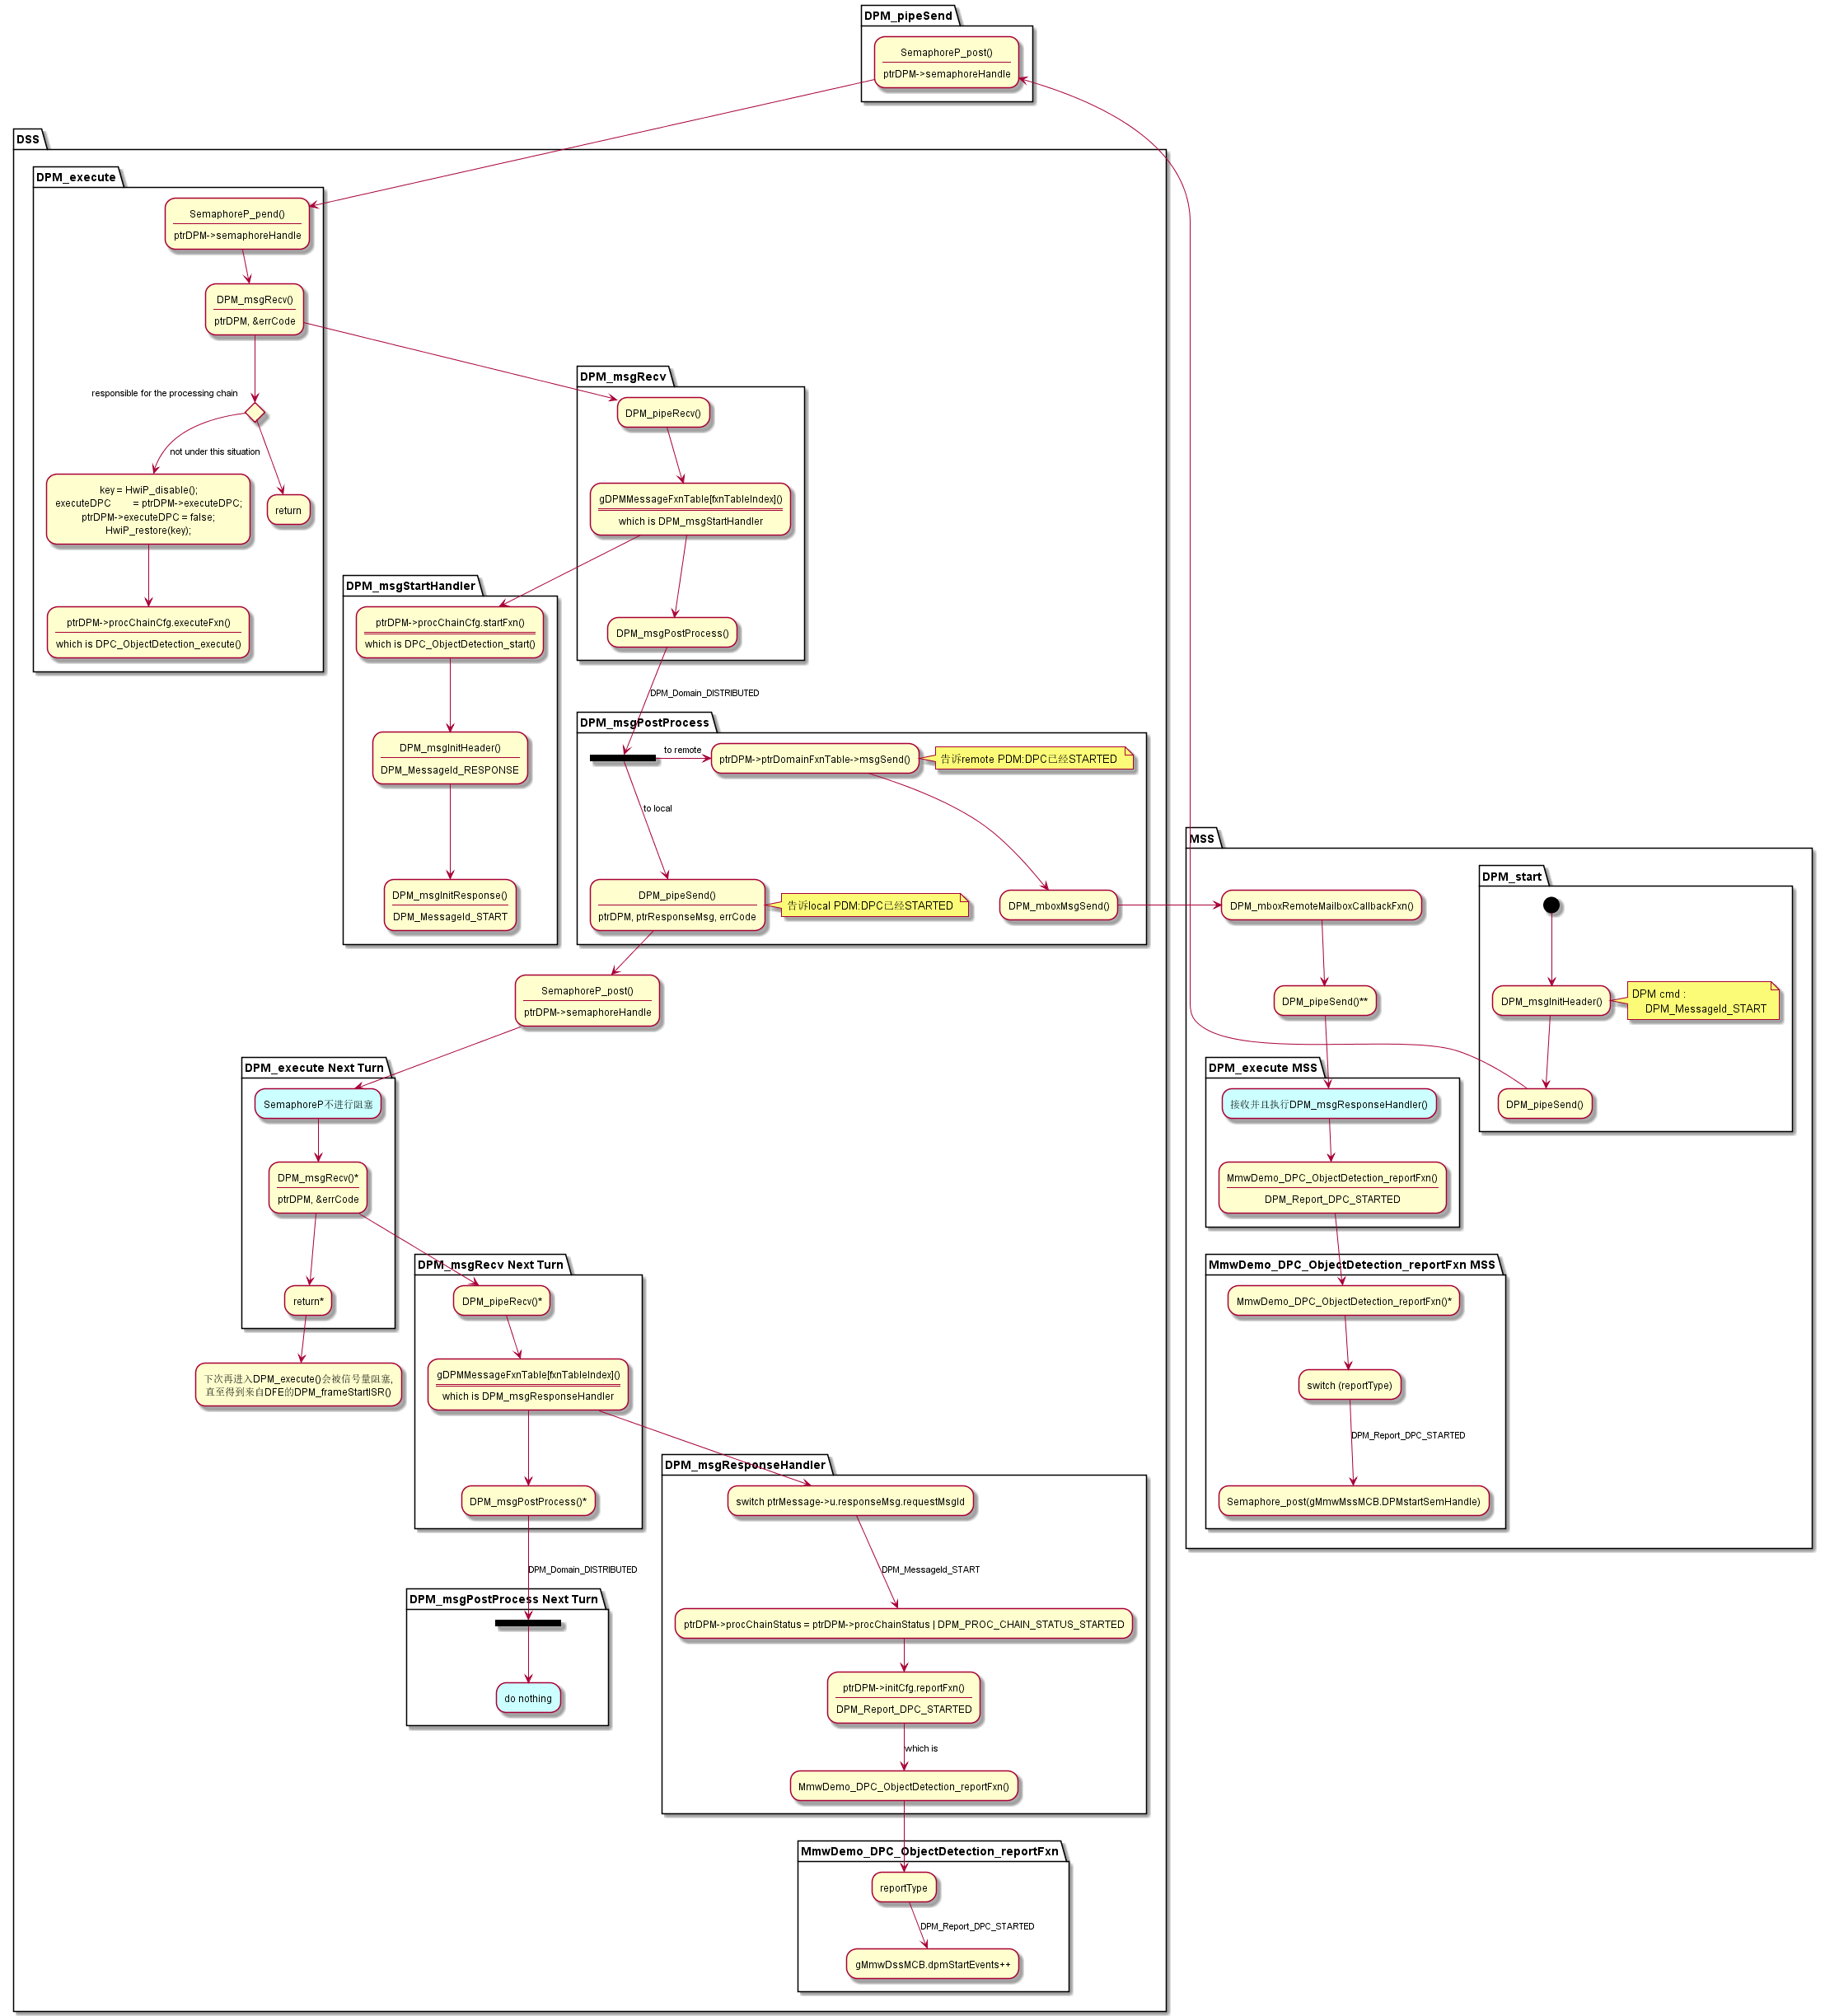 DPM_pipeSend
SemaphoreP_post()
ptrDPM->semaphoreHandle
DSS
DPM_execute
SemaphoreP_pend()
ptrDPM->semaphoreHandle
DPM_msgRecv()
ptrDPM, &errCode
responsible for the processing chain
not under this situation
key = HwiP_disable();
executeDPC        = ptrDPM->executeDPC;
ptrDPM->executeDPC = false;
HwiP_restore(key);
return
ptrDPM->procChainCfg.executeFxn()
which is DPC_ObjectDetection_execute()
DPM_msgRecv
DPM_pipeRecv()
gDPMMessageFxnTable[fxnTableIndex]()
which is DPM_msgStartHandler
DPM_msgPostProcess()
DPM_msgStartHandler
ptrDPM->procChainCfg.startFxn()
which is DPC_ObjectDetection_start()
DPM_msgInitHeader()
DPM_MessageId_RESPONSE
DPM_msgInitResponse()
DPM_MessageId_START
DPM_Domain_DISTRIBUTED
DPM_msgPostProcess
to remote
ptrDPM->ptrDomainFxnTable->msgSend()
告诉remote PDM:DPC已经STARTED
to local
DPM_pipeSend()
ptrDPM, ptrResponseMsg, errCode
告诉local PDM:DPC已经STARTED
DPM_mboxMsgSend()
SemaphoreP_post()
ptrDPM->semaphoreHandle
DPM_execute Next Turn
SemaphoreP不进行阻塞
DPM_msgRecv()*
ptrDPM, &errCode
return*
下次再进入DPM_execute()会被信号量阻塞,
直至得到来自DFE的DPM_frameStartISR()
DPM_msgRecv Next Turn
DPM_pipeRecv()*
gDPMMessageFxnTable[fxnTableIndex]()
which is DPM_msgResponseHandler
DPM_msgPostProcess()*
DPM_Domain_DISTRIBUTED
DPM_msgPostProcess Next Turn
do nothing
DPM_msgResponseHandler
switch ptrMessage->u.responseMsg.requestMsgId
DPM_MessageId_START
ptrDPM->procChainStatus = ptrDPM->procChainStatus | DPM_PROC_CHAIN_STATUS_STARTED
ptrDPM->initCfg.reportFxn()
DPM_Report_DPC_STARTED
which is
MmwDemo_DPC_ObjectDetection_reportFxn()
MmwDemo_DPC_ObjectDetection_reportFxn
reportType
DPM_Report_DPC_STARTED
gMmwDssMCB.dpmStartEvents++
MSS
DPM_mboxRemoteMailboxCallbackFxn()
DPM_pipeSend()**
DPM_start
DPM_msgInitHeader()
DPM cmd :
DPM_MessageId_START
DPM_pipeSend()
DPM_execute MSS
接收并且执行DPM_msgResponseHandler()
MmwDemo_DPC_ObjectDetection_reportFxn()
DPM_Report_DPC_STARTED
MmwDemo_DPC_ObjectDetection_reportFxn MSS
MmwDemo_DPC_ObjectDetection_reportFxn()*
switch (reportType)
DPM_Report_DPC_STARTED
Semaphore_post(gMmwMssMCB.DPMstartSemHandle)